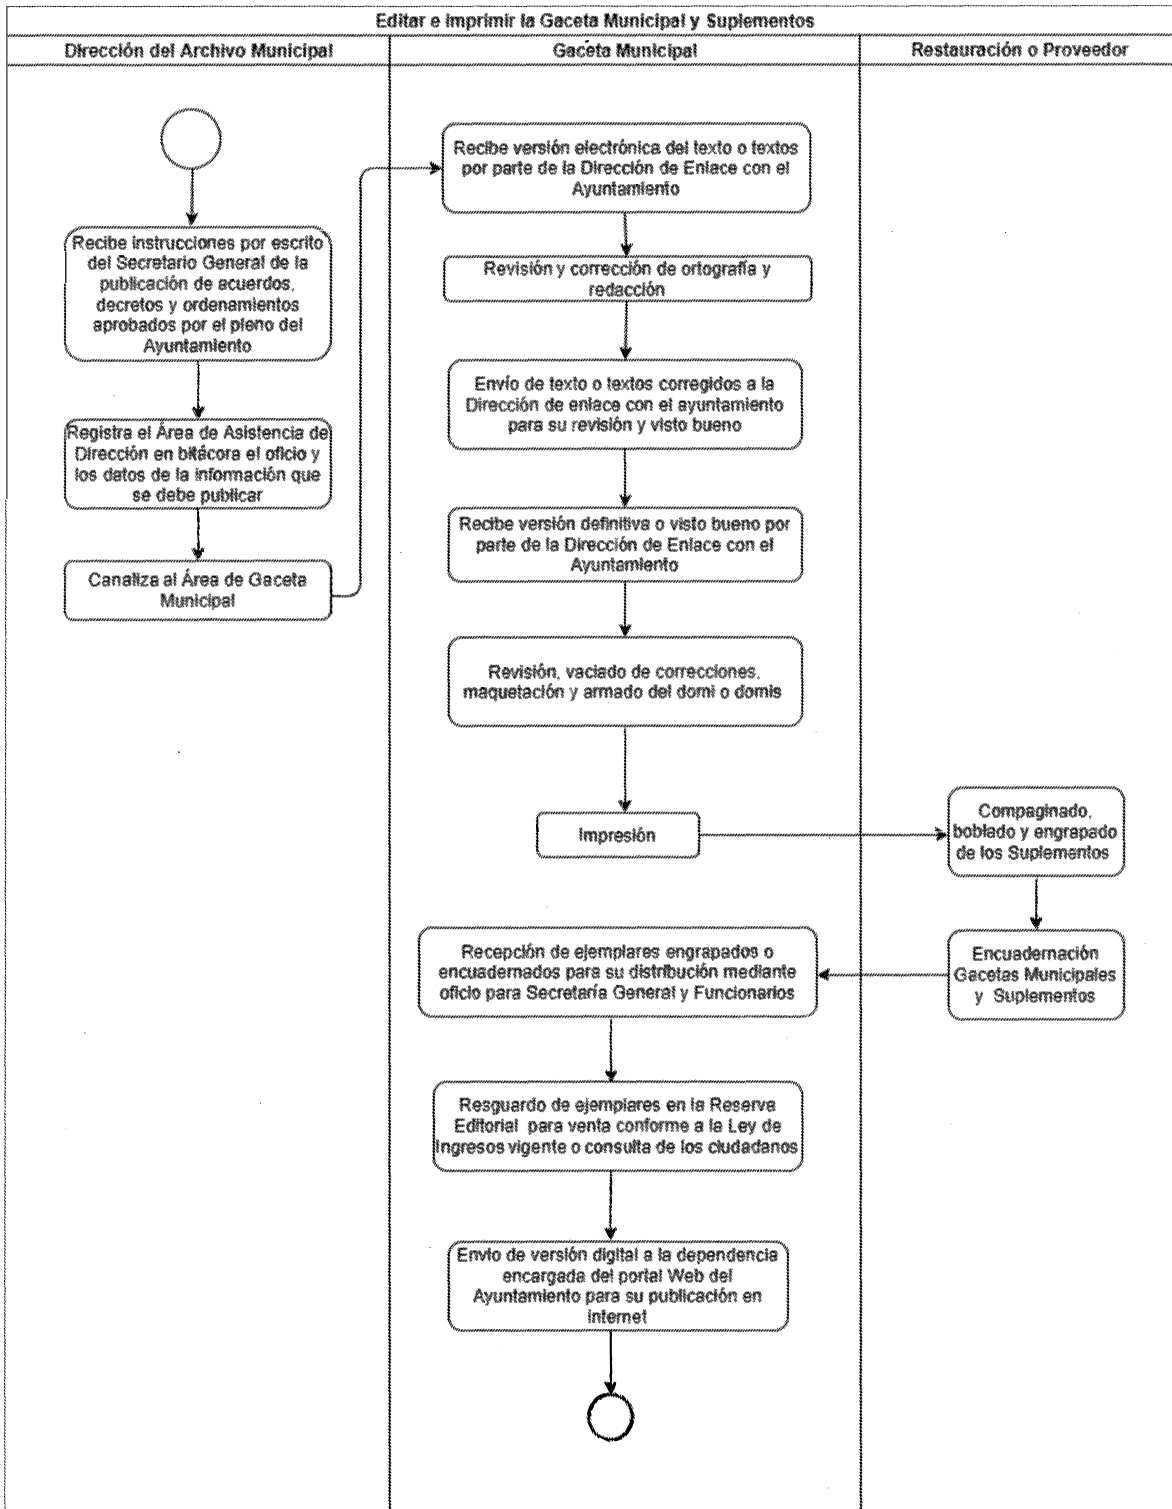 Editar e Imprimir la Gaceta Municipal y Suplementos
Dirección del Archivo Municipal
Gaceta Municipal
Restauración o Proveedor
Recibe instrucciones por escrito
del Secretario General de la
publicación de acuerdos,
decretos y ordenamientos
aprobados por el pleno del
Ayuntamiento
Registra el Área de Asistencia de
Dirección en bitácora el oficio y
los datos de la información que
se debe publicar
Canaliza al Área de Gaceta
Municipal
Recibe versión electrónica del texto o textos
por parte de la Dirección de Enlace con el
Ayuntamiento
Revisión y corrección de ortografía y
redacción
Envío de texto o textos corregidos a la
Dirección de enlace con el ayuntamiento
para su revisión y visto bueno
Recibe versión definitiva o visto bueno por
parte de la Dirección de Enlace con el
Ayuntamiento
Revisión, vaciado de correcciones,
maquetación y armado del domi o domis
Impresión
Compaginado,
boblado y engrapado
de los Suplementos
Encuadernación
Gacetas Municipales
y Suplementos
Recepción de ejemplares engrapados o
encuadernados para su distribución mediante
oficio para Secretaría General y Funcionarios
Resguardo de ejemplares en la Reserva
Editorial para venta conforme a la Ley de
Ingresos vigente o consulta de los ciudadanos
Envío de versión digital a la dependencia
encargada del portal Web del
Ayuntamiento para su publicación en
internet